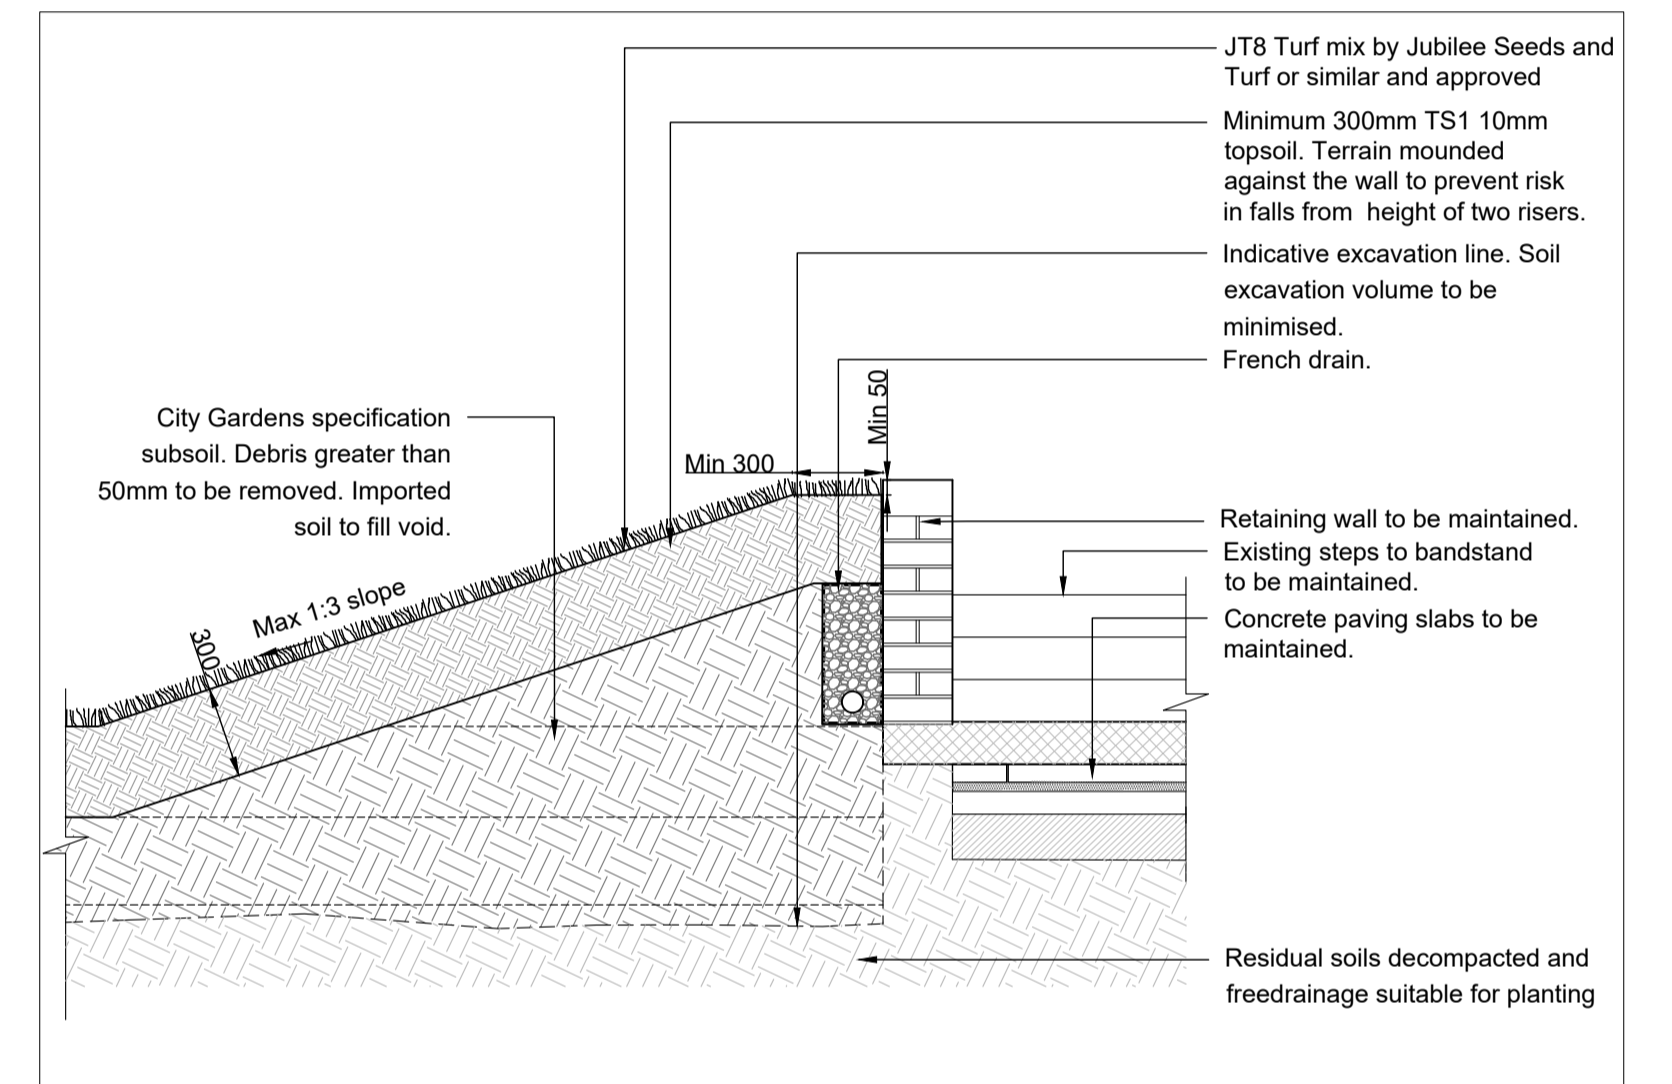 JT8 Turf mix by Jubilee Seeds and
Turf or similar and approved
Minimum 300mm TS1 10mm
topsoil. Terrain mounded
against the wall to prevent risk
in falls from height of two risers.
Indicative excavation line. Soil
excavation volume to be
minimised.
French drain.
City Gardens specification
subsoil. Debris greater than
50mm to be removed. Imported
soil to fill void.
Min 300
Min 50
Max 1:3 slope
300
Retaining wall to be maintained.
Existing steps to bandstand
to be maintained.
Concrete paving slabs to be
maintained.
Residual soils decompacted and
freedrainage suitable for planting